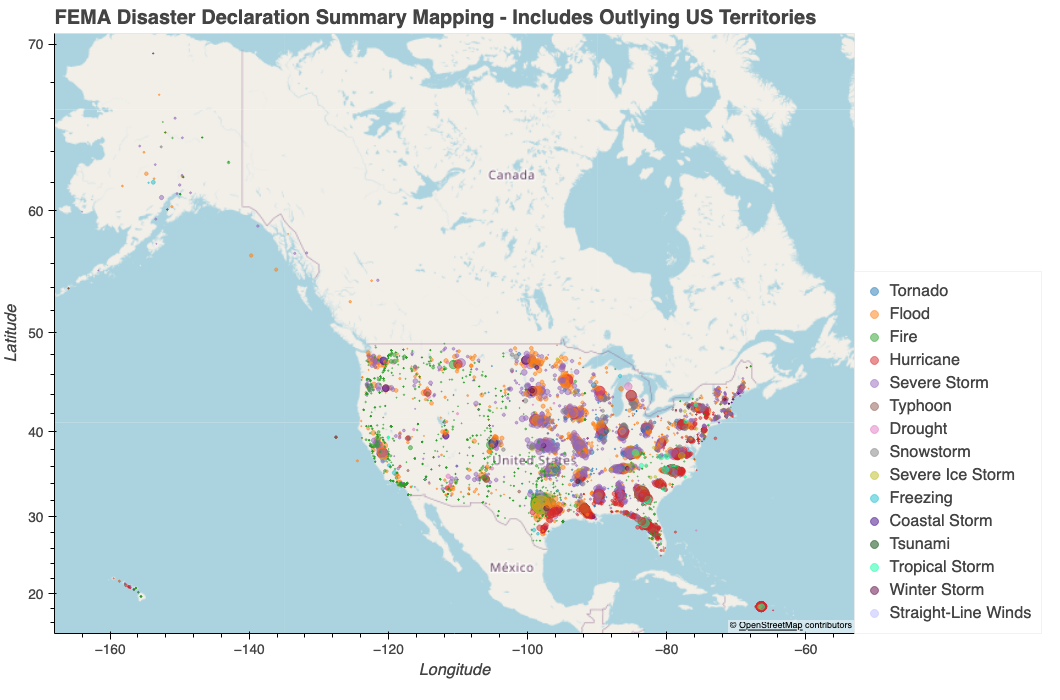 FEMA Disaster Declaration Summary Mapping - Includes Outlying US Territories
70
60
50
40
30
20
Latitude
Canada
United States
México
© OpenStreetMap contributors
−160
−140
−120
−100
−80
−60
Longitude
Tornado
Flood
Fire
Hurricane
Severe Storm
Typhoon
Drought
Snowstorm
Severe Ice Storm
Freezing
Coastal Storm
Tsunami
Tropical Storm
Winter Storm
Straight-Line Winds